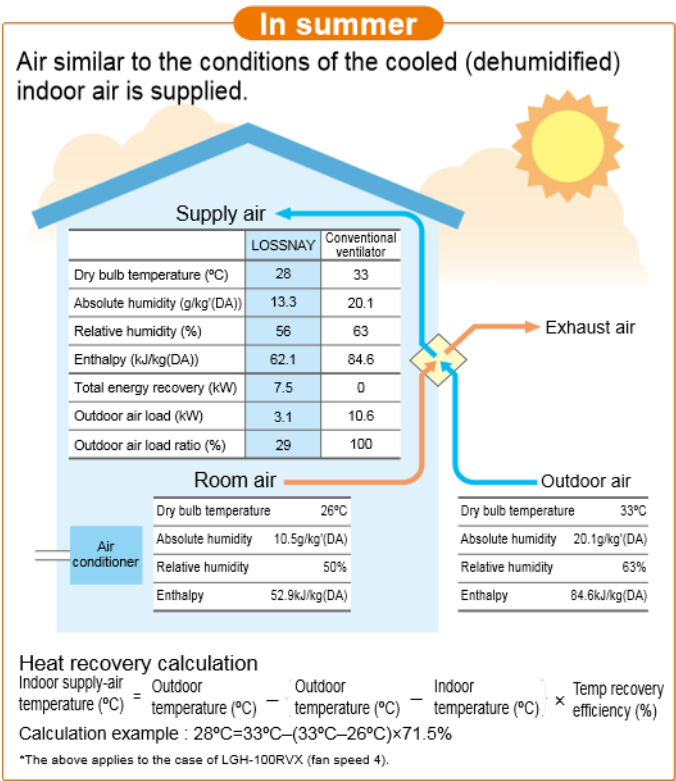 In summer
Air similar to the conditions of the cooled (dehumidified)
indoor air is supplied.
Supply air
LOSSNAY Conventional ventilator
Dry bulb temperature (ºC) 28 33
Absolute humidity (g/kg'(DA)) 13.3 20.1
Relative humidity (%) 56 63
Enthalpy (kJ/kg(DA)) 62.1 84.6
Total energy recovery (kW) 7.5 0
Outdoor air load (kW) 3.1 10.6
Outdoor air load ratio (%) 29 100
Exhaust air
Room air
Dry bulb temperature 26ºC
Absolute humidity 10.5g/kg'(DA)
Relative humidity 50%
Enthalpy 52.9kJ/kg(DA)
Air
conditioner
Outdoor air
Dry bulb temperature 33ºC
Absolute humidity 20.1g/kg'(DA)
Relative humidity 63%
Enthalpy 84.6kJ/kg(DA)
Heat recovery calculation
Indoor supply-air temperature (ºC) = Outdoor temperature (ºC) – ( Outdoor temperature (ºC) – Indoor temperature (ºC) ) × Temp recovery efficiency (%)
Calculation example : 28ºC=33ºC–(33ºC–26ºC)×71.5%
*The above applies to the case of LGH-100RVX (fan speed 4).